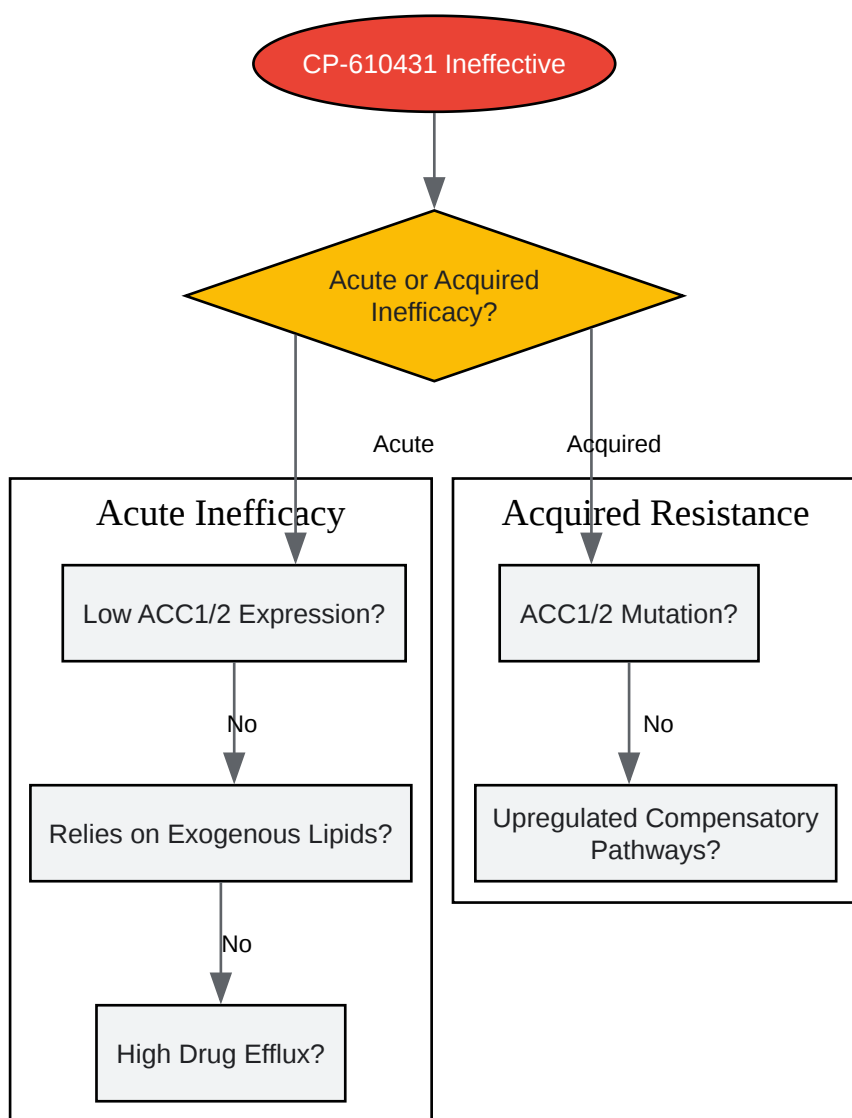 CP-610431 Ineffective
Acute or Acquired
Inefficacy?
Acute
Acquired
Acute Inefficacy
Low ACC1/2 Expression?
No
Relies on Exogenous Lipids?
No
High Drug Efflux?
Acquired Resistance
ACC1/2 Mutation?
No
Upregulated Compensatory
Pathways?